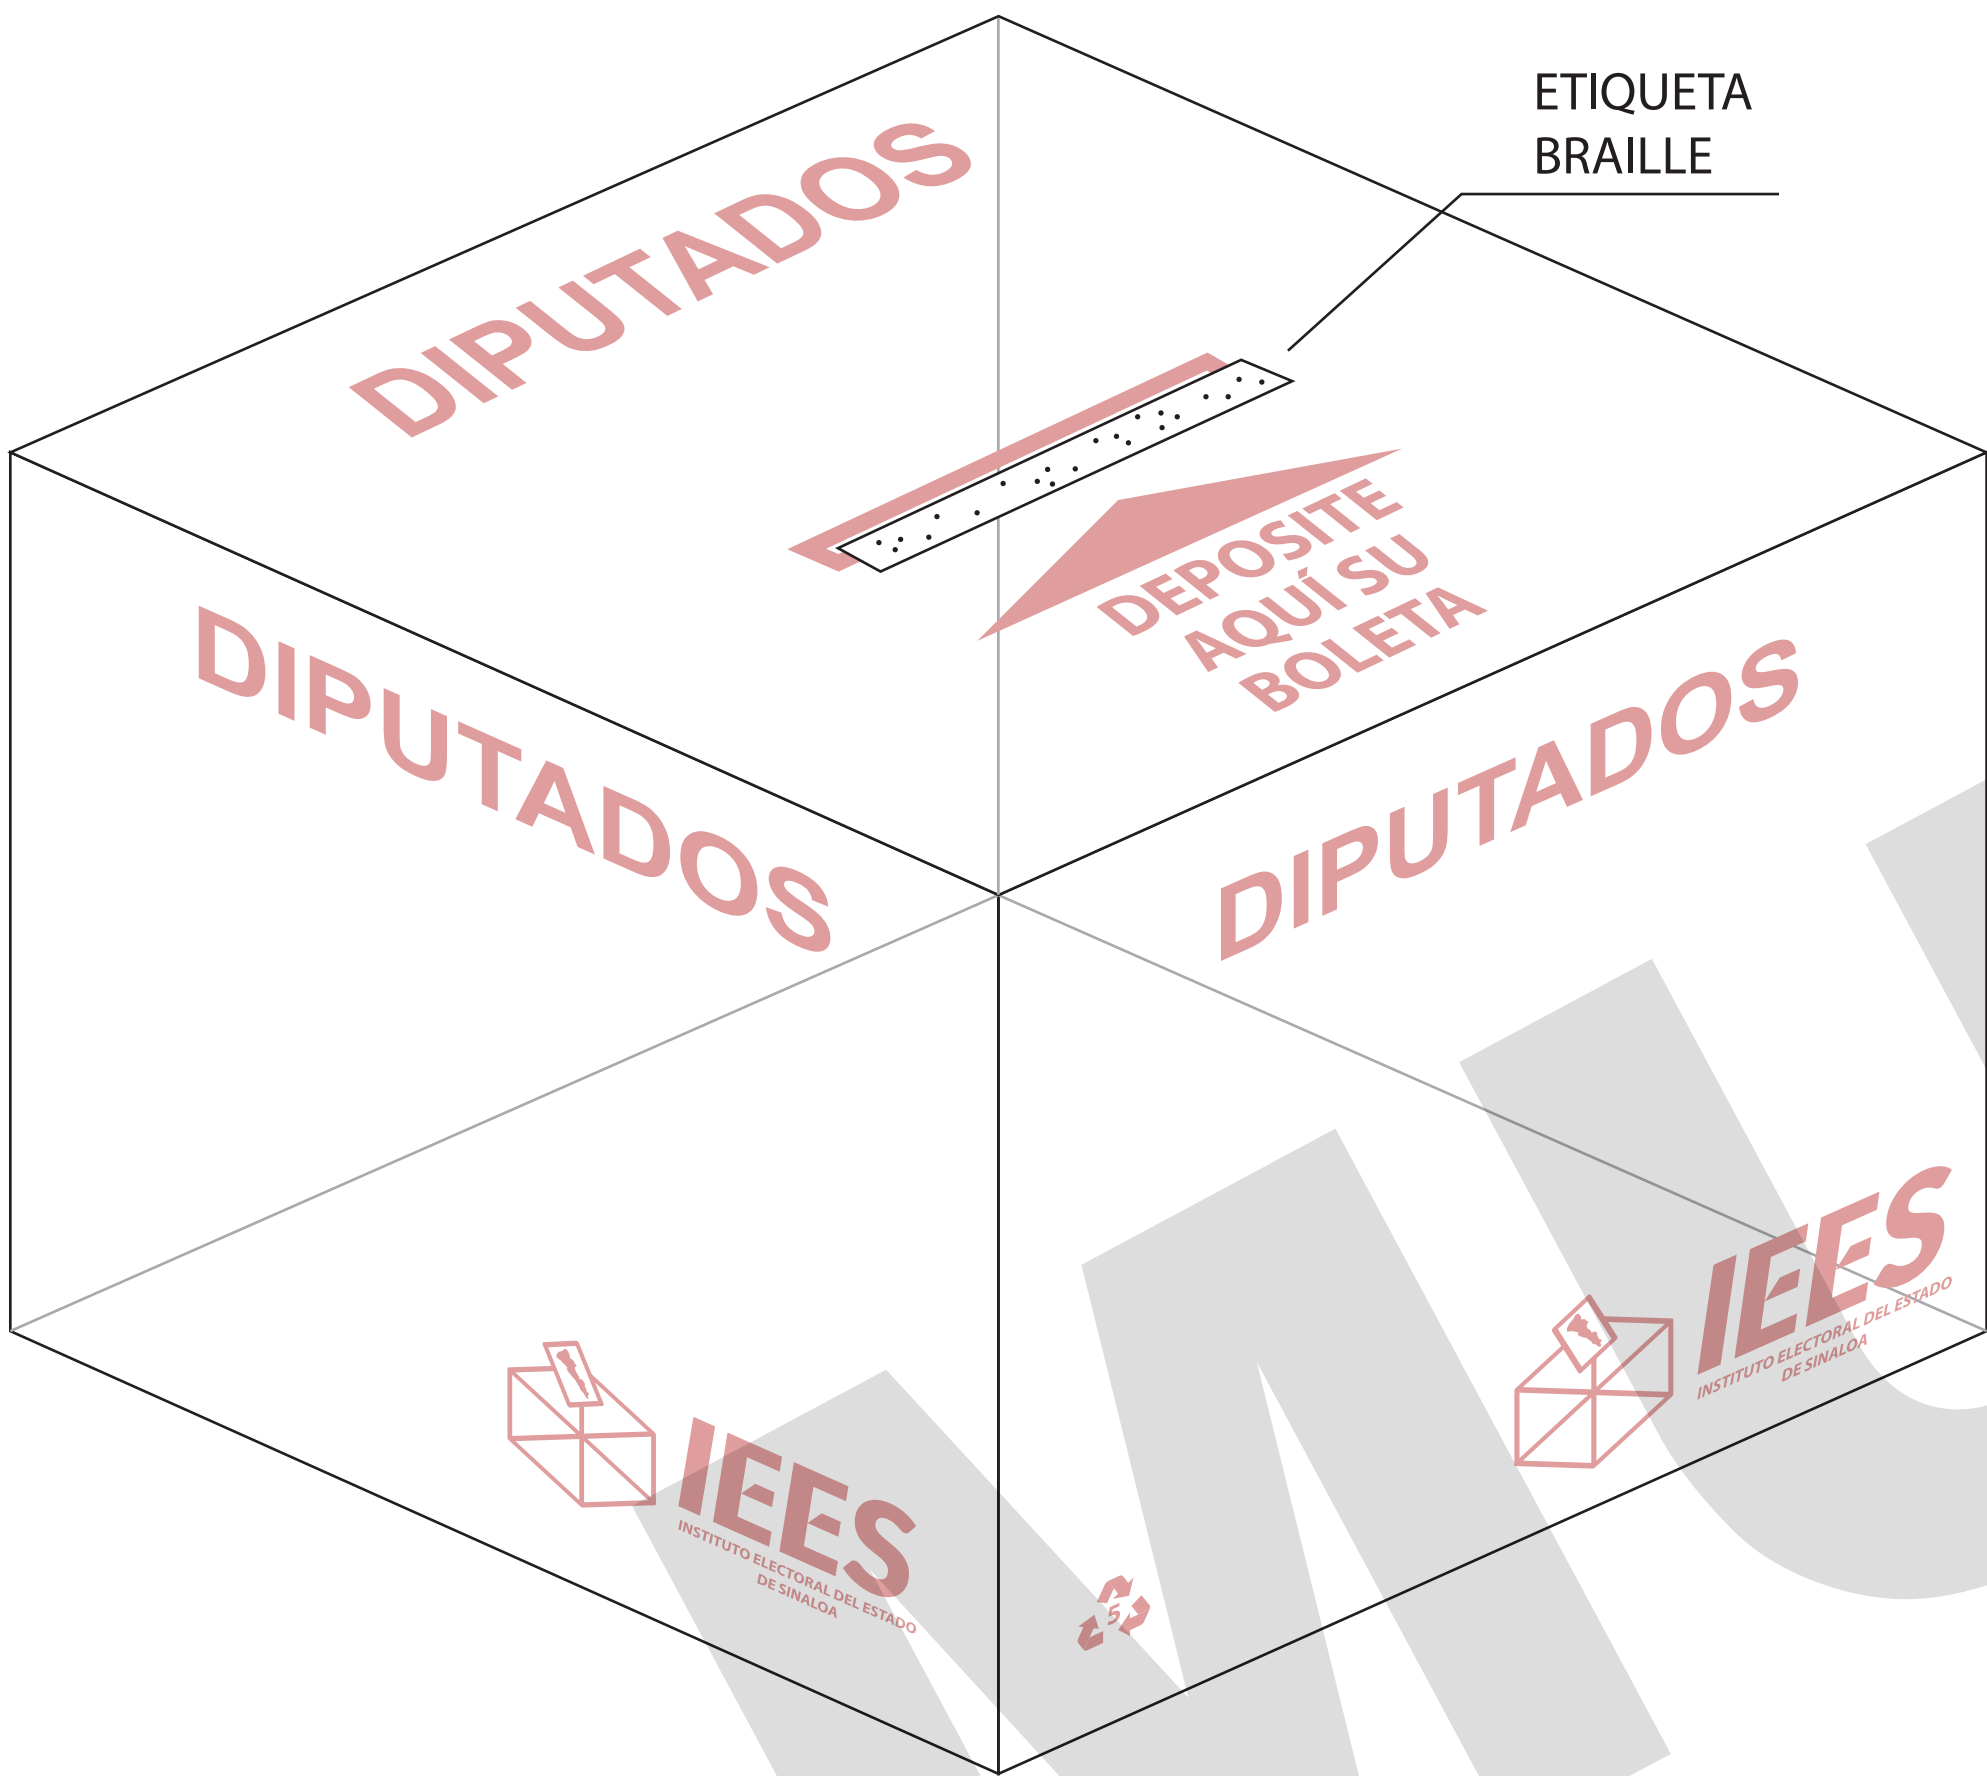 ETIQUETA
BRAILLE
DIPUTADOS
DEPOSITE
AQUÍ SU
BOLETA
DIPUTADOS
DIPUTADOS
IEES
INSTITUTO ELECTORAL DEL ESTADO
DE SINALOA
IEES
INSTITUTO ELECTORAL DEL ESTADO
DE SINALOA
5